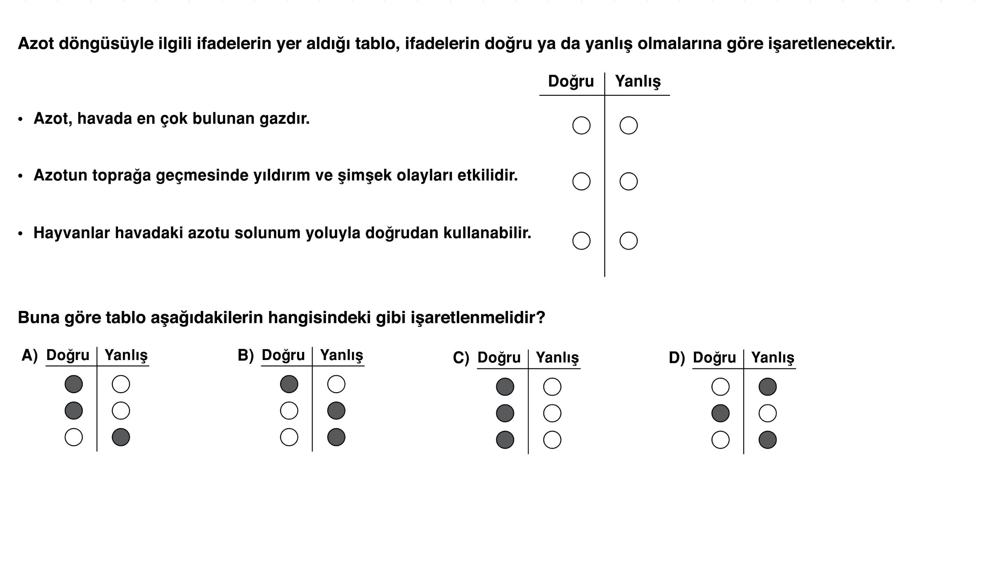 Azot döngüsüyle ilgili ifadelerin yer aldığı tablo, ifadelerin doğru ya da yanlış olmalarına göre işaretlenecektir.
Doğru Yanlış
• Azot, havada en çok bulunan gazdır.
• Azotun toprağa geçmesinde yıldırım ve şimşek olayları etkilidir.
• Hayvanlar havadaki azotu solunum yoluyla doğrudan kullanabilir.
Buna göre tablo aşağıdakilerin hangisindeki gibi işaretlenmelidir?
A) Doğru Yanlış
B) Doğru Yanlış
C) Doğru Yanlış
D) Doğru Yanlış